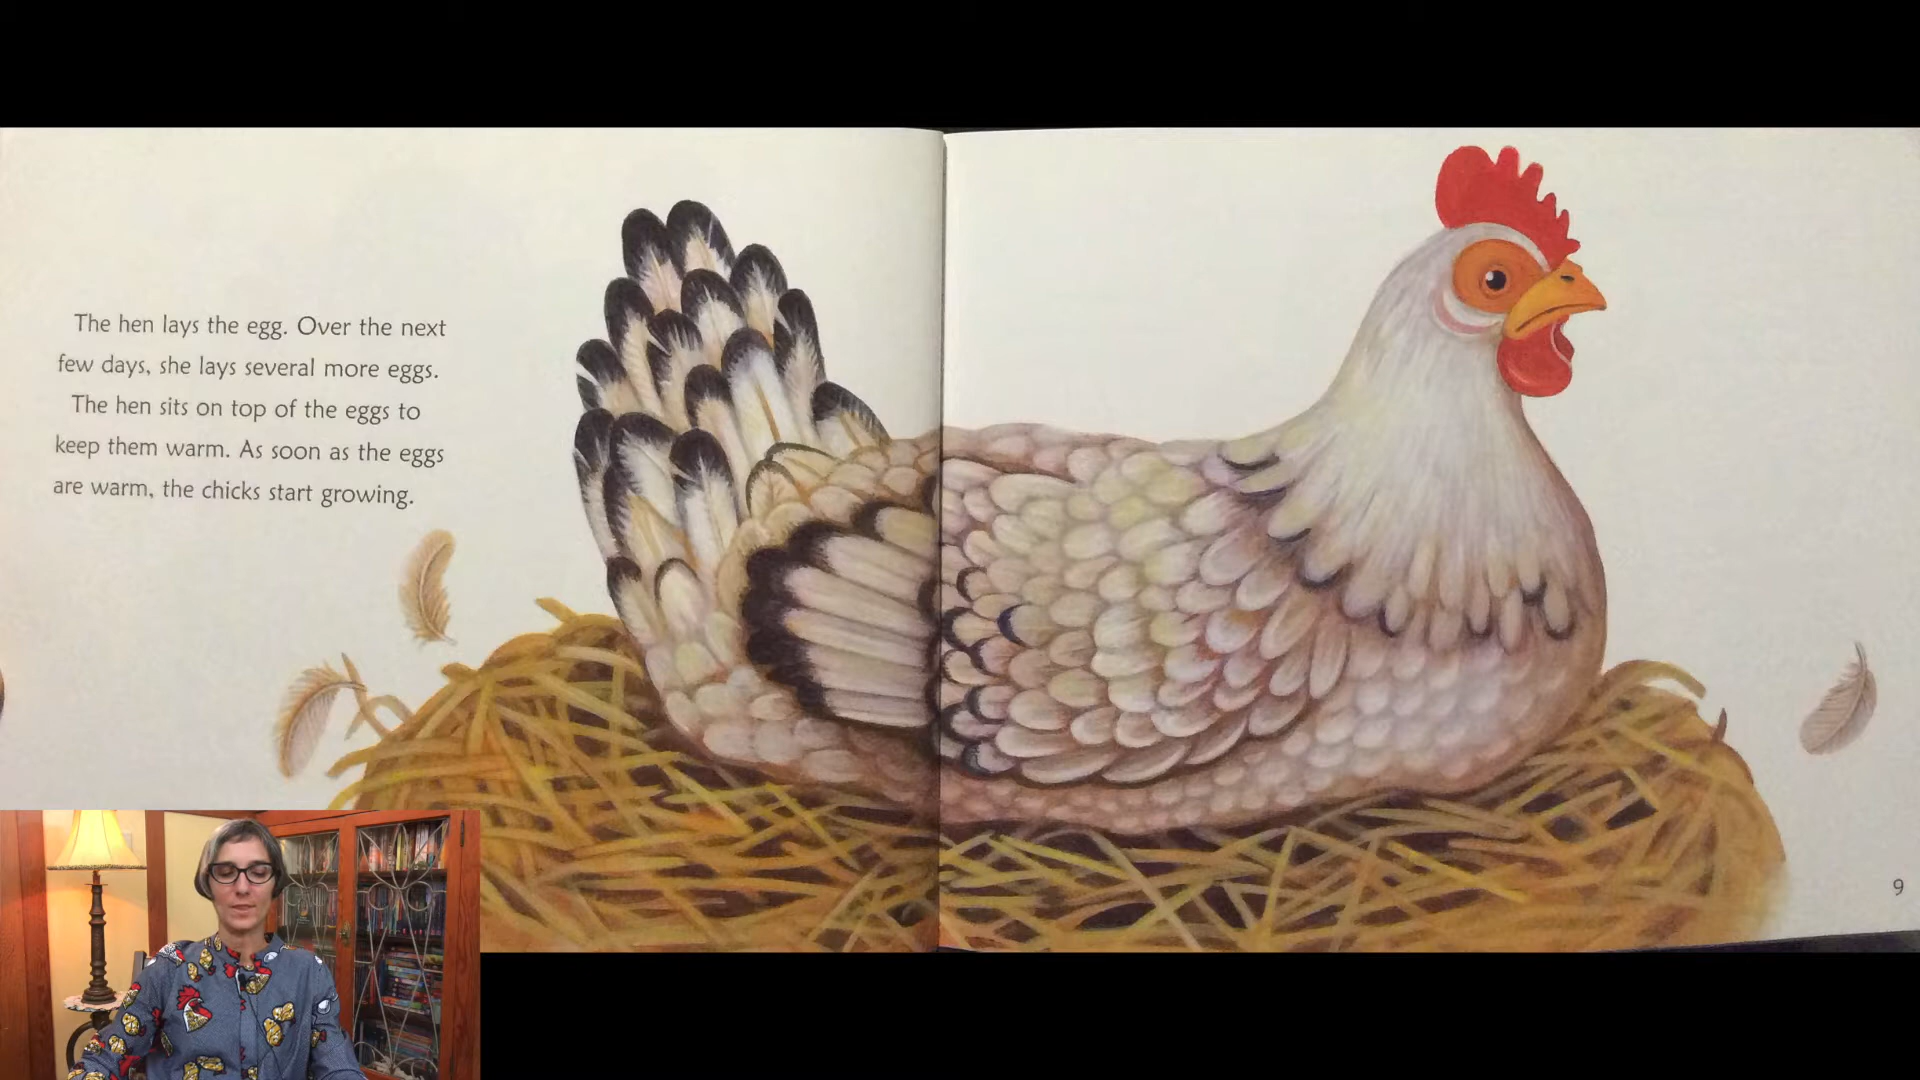 The hen lays the egg. Over the next
few days, she lays several more eggs.
The hen sits on top of the eggs to
keep them warm. As soon as the eggs
are warm, the chicks start growing.
9